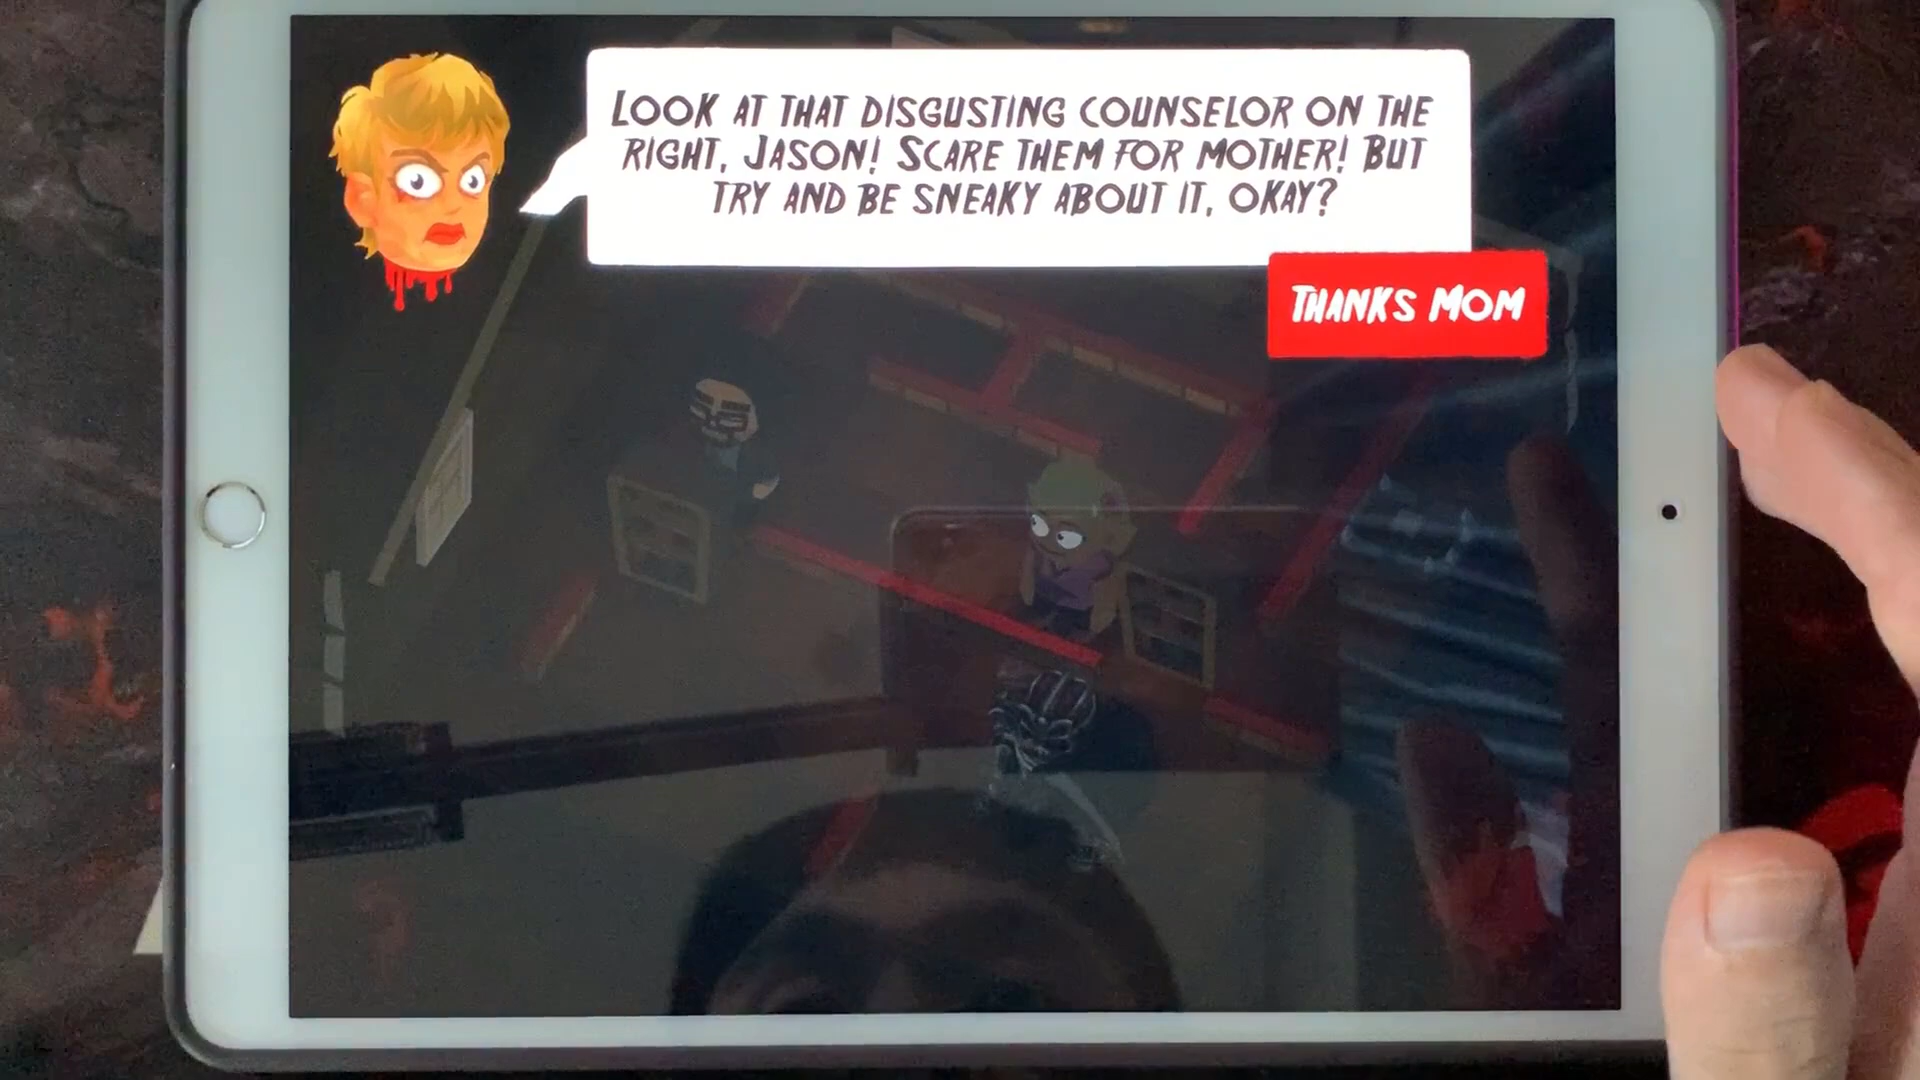 Look at that disgusting counselor on the
right, Jason! Scare them for mother! But
try and be sneaky about it, okay?
Thanks Mom